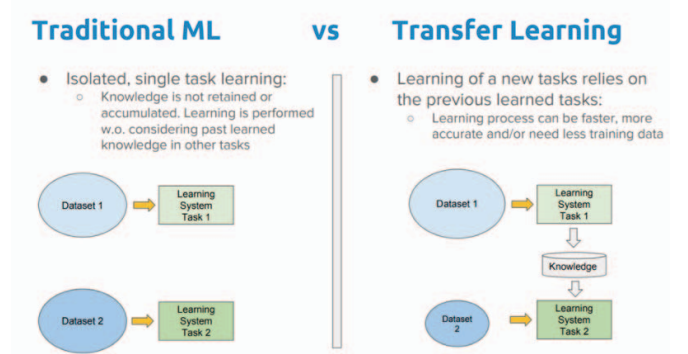 Traditional ML vs Transfer Learning
● Isolated, single task learning:
○ Knowledge is not retained or
accumulated. Learning is performed
w.o. considering past learned
knowledge in other tasks
Dataset 1
Learning
System
Task 1
Dataset 2
Learning
System
Task 2
● Learning of a new tasks relies on
the previous learned tasks:
○ Learning process can be faster, more
accurate and/or need less training data
Dataset 1
Learning
System
Task 1
Knowledge
Dataset
2
Learning
System
Task 2